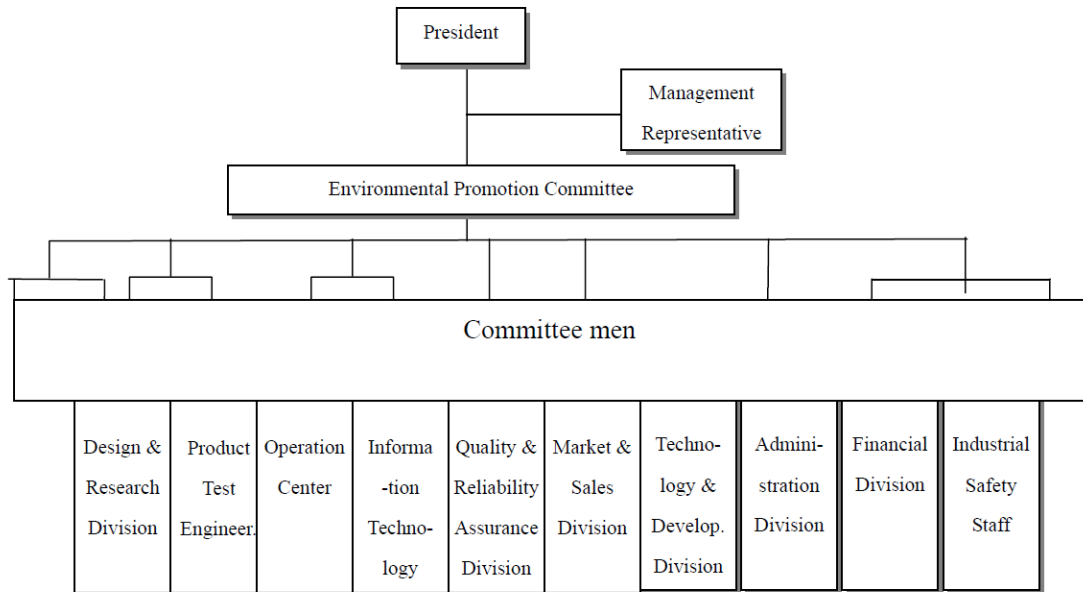 President
Management
Representative
Environmental Promotion Committee
Committee men
Design &
Research
Division
Product
Test
Engineer.
Operation
Center
Informa
-tion
Techno-
logy
Quality &
Reliability
Assurance
Division
Market &
Sales
Division
Techno-
logy &
Develop.
Division
Admini-
stration
Division
Financial
Division
Industrial
Safety
Staff